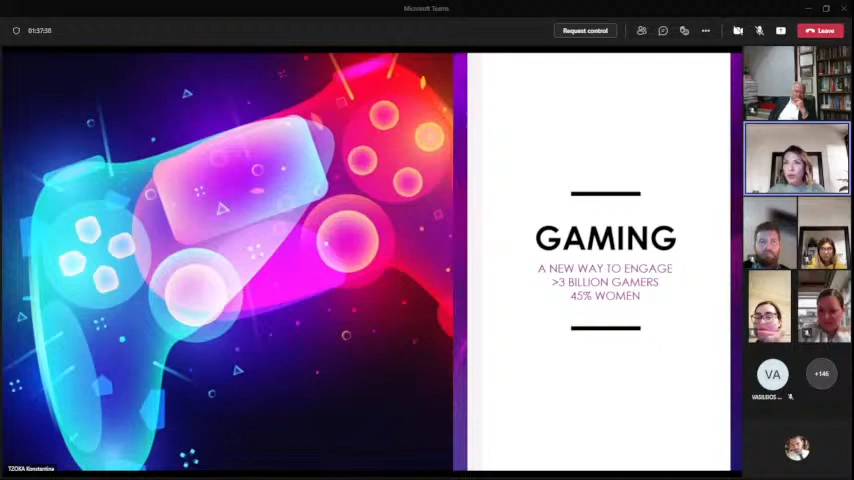 Microsoft Teams
01:37:38
Request control
Leave
GAMING
A NEW WAY TO ENGAGE
>3 BILLION GAMERS
45% WOMEN
VA
+146
VASILEIOS ...
TZOKA Konstantina